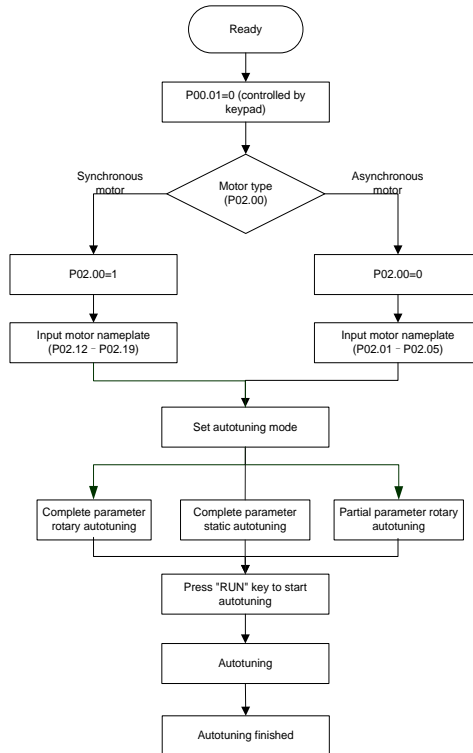 Ready
P00.01=0 (controlled by
keypad)
Synchronous
motor
Motor type
(P02.00)
Asynchronous
motor
P02.00=1
P02.00=0
Input motor nameplate
(P02.12–P02.19)
Input motor nameplate
(P02.01–P02.05)
Set autotuning mode
Complete parameter
rotary autotuning
Complete parameter
static autotuning
Partial parameter rotary
autotuning
Press "RUN" key to start
autotuning
Autotuning
Autotuning finished